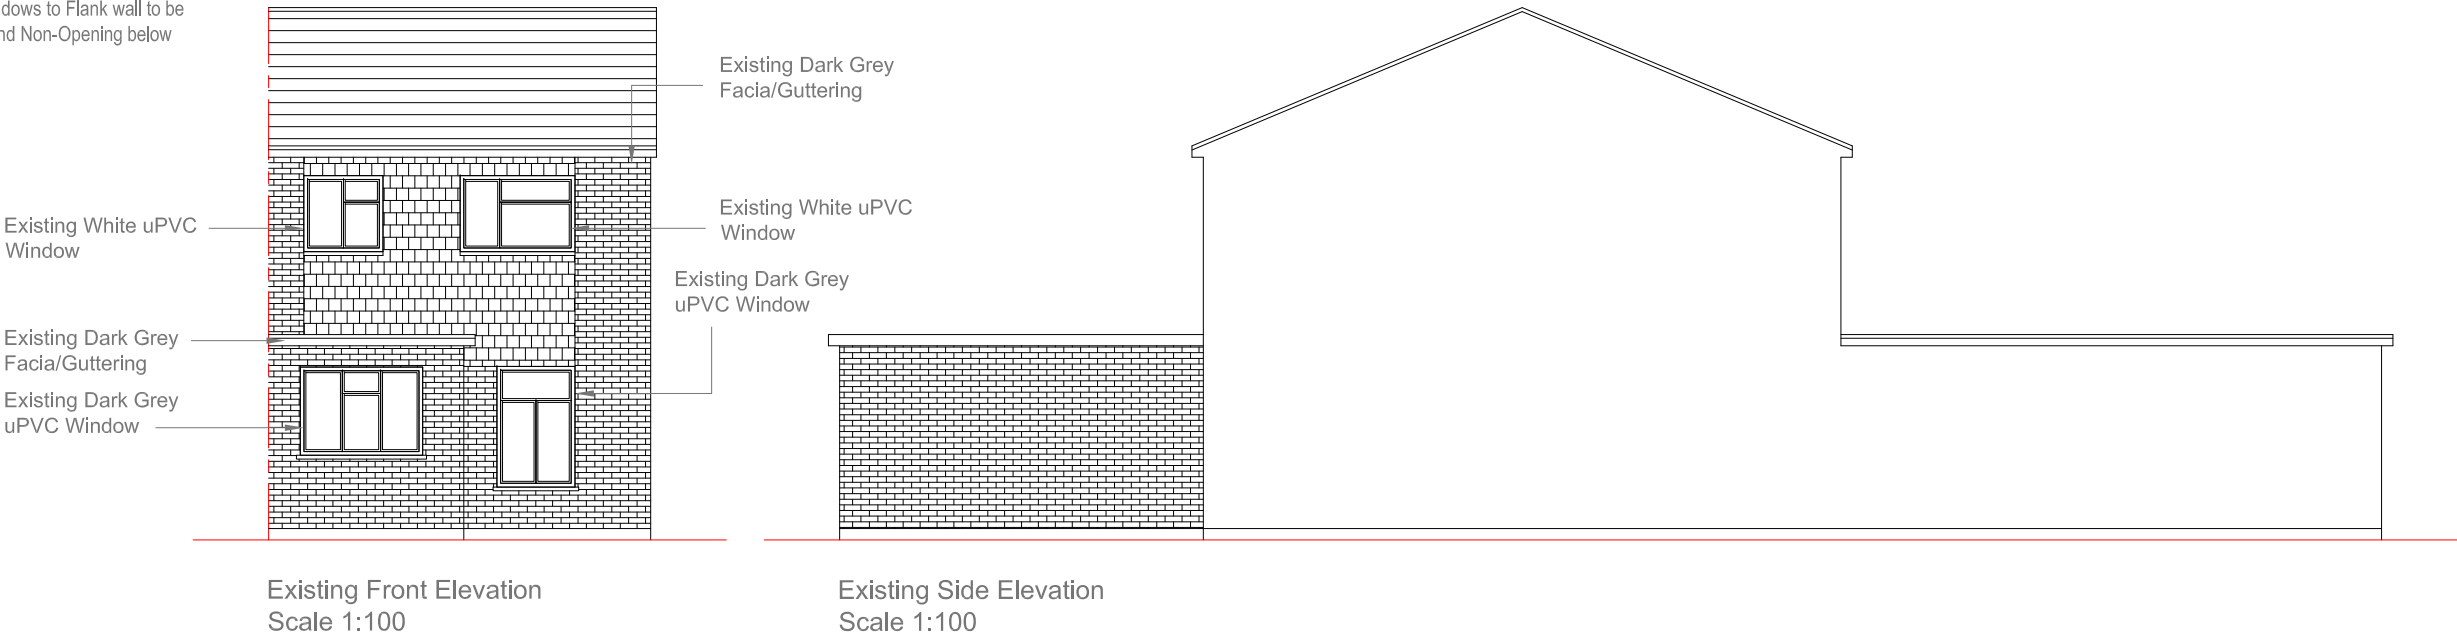 dows to Flank wall to be
nd Non-Opening below
Existing Dark Grey
Facia/Guttering
Existing White uPVC
Window
Existing White uPVC
Window
Existing Dark Grey
uPVC Window
Existing Dark Grey
Facia/Guttering
Existing Dark Grey
uPVC Window
Existing Front Elevation
Scale 1:100
Existing Side Elevation
Scale 1:100